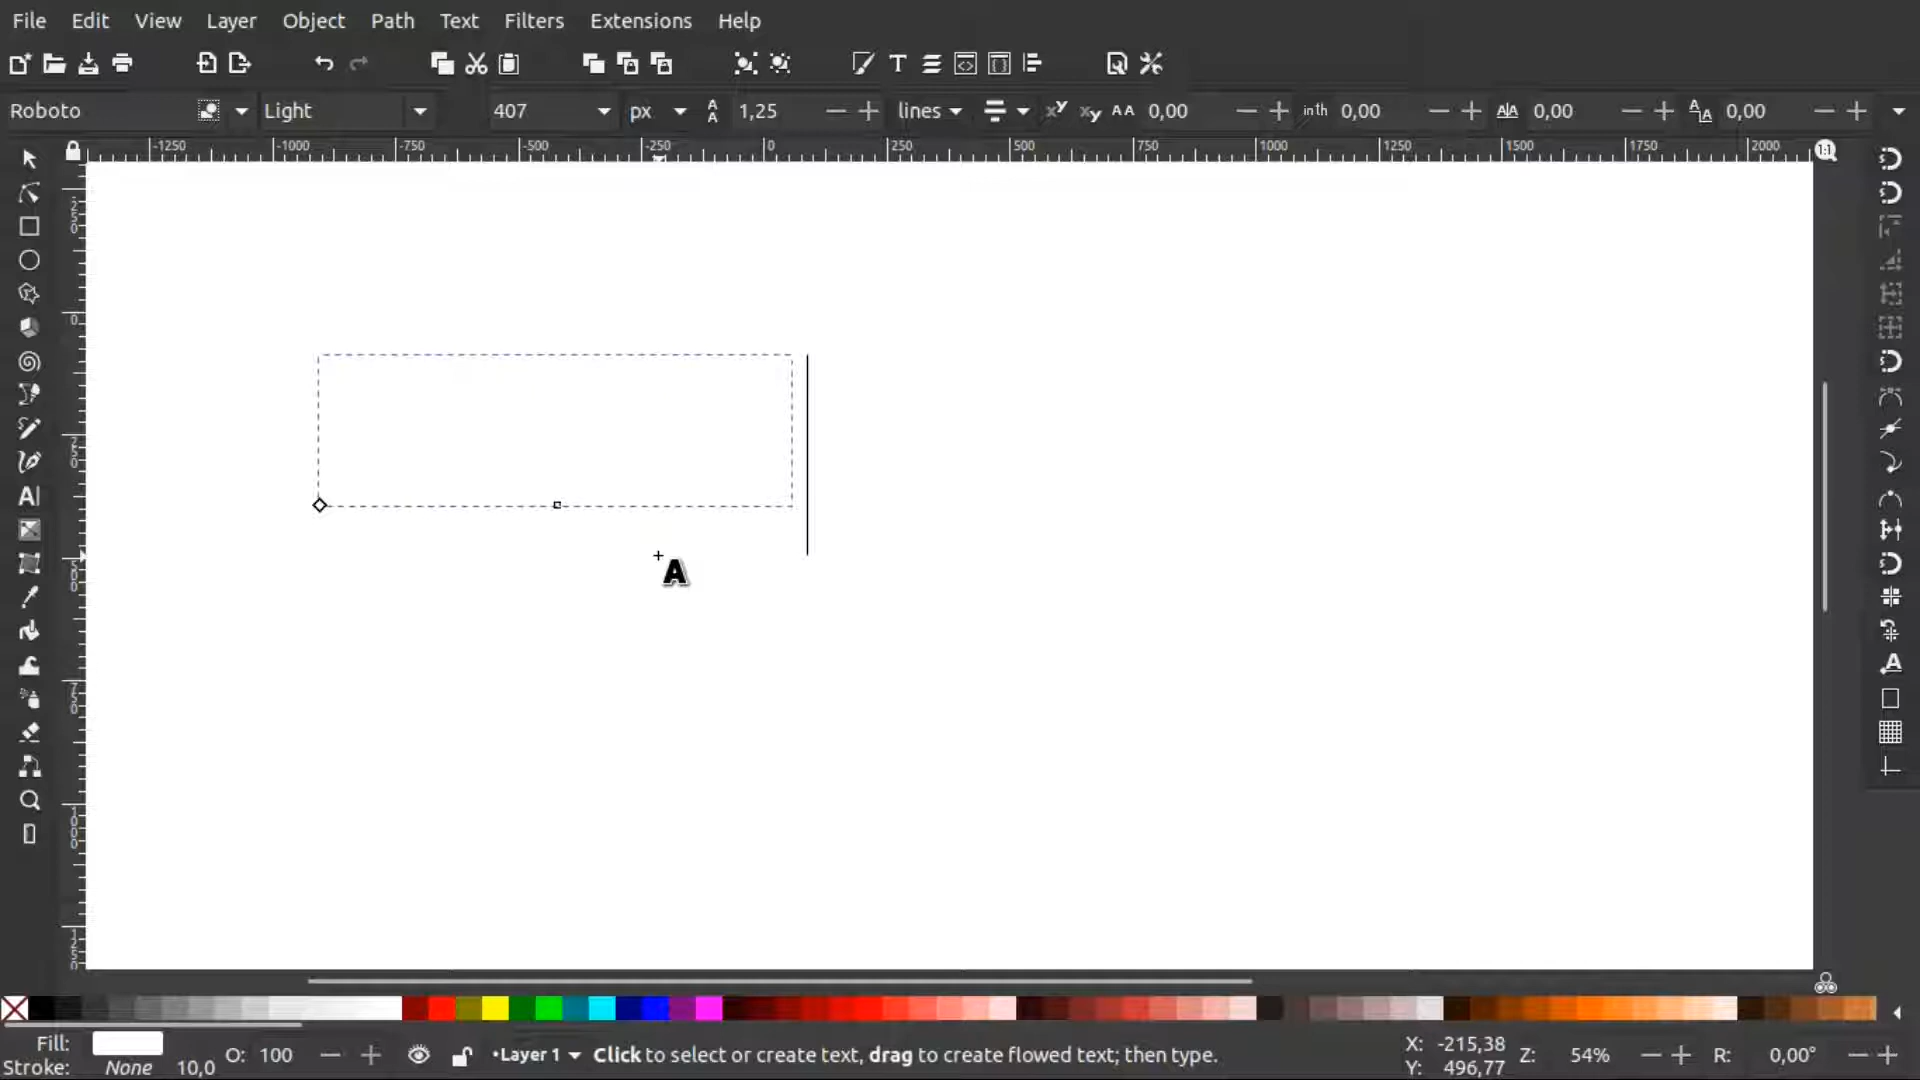 File Edit View Layer Object Path Text Filters Extensions Help
Roboto Light 407 px 1,25 lines 0,00 0,00 0,00 0,00
-1250 -1000 -750 -500 -250 0 250 500 750 1000 1250 1500 1750 2000
A
Fill: O: 100 •Layer 1 Click to select or create text, drag to create flowed text; then type. X: -215,38 Z: 54% R: 0,00°
Stroke: None 10,0 Y: 496,77